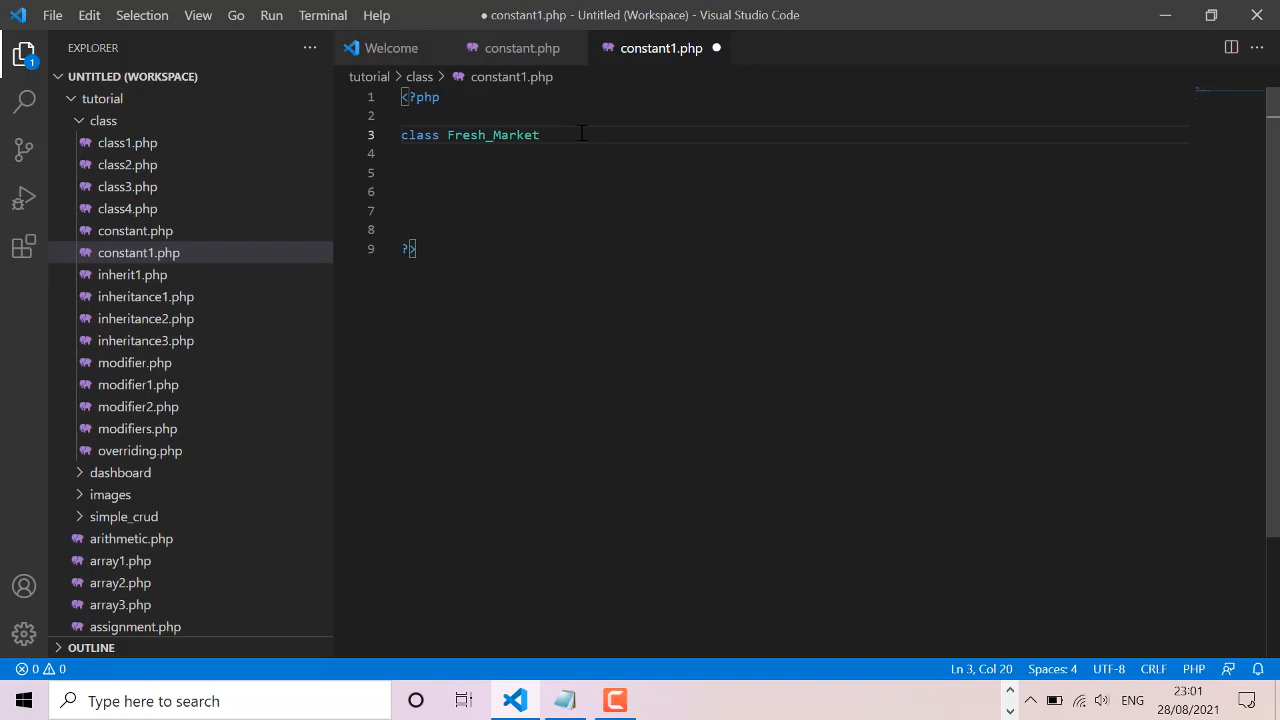 File Edit Selection View Go Run Terminal Help
● constant1.php - Untitled (Workspace) - Visual Studio Code
EXPLORER
1
UNTITLED (WORKSPACE)
tutorial
class
class1.php
class2.php
class3.php
class4.php
constant.php
constant1.php
inherit1.php
inheritance1.php
inheritance2.php
inheritance3.php
modifier.php
modifier1.php
modifier2.php
modifiers.php
overriding.php
dashboard
images
simple_crud
arithmetic.php
array1.php
array2.php
array3.php
assignment.php
OUTLINE
Welcome constant.php constant1.php
tutorial > class > constant1.php
1 <?php
2
3 class Fresh_Market
4
5
6
7
8
9 ?>
0 0 Ln 3, Col 20 Spaces: 4 UTF-8 CRLF PHP
Type here to search
ENG
23:01
28/08/2021